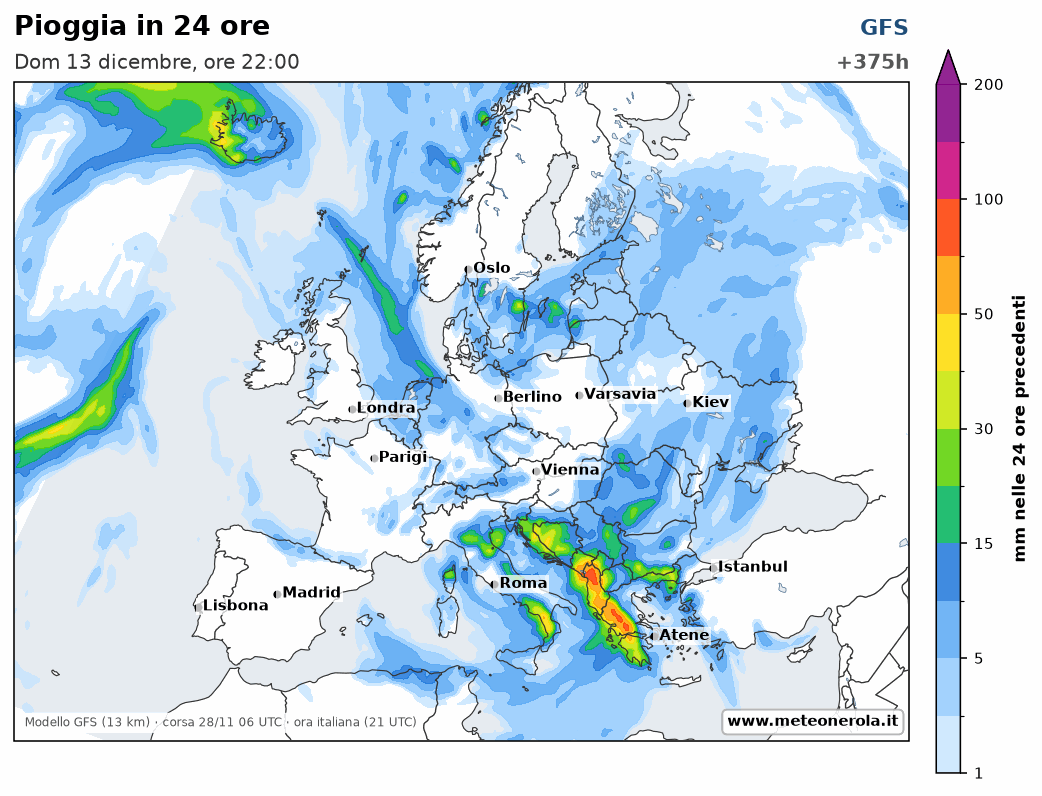 Pioggia in 24 ore
GFS
Dom 13 dicembre, ore 22:00
+375h
200
100
50
30
15
5
1
mm nelle 24 ore precedenti
Oslo
Berlino
Varsavia
Kiev
Londra
Parigi
Vienna
Istanbul
Roma
Madrid
Lisbona
Atene
Modello GFS (13 km) · corsa 28/11 06 UTC · ora italiana (21 UTC)
www.meteonerola.it